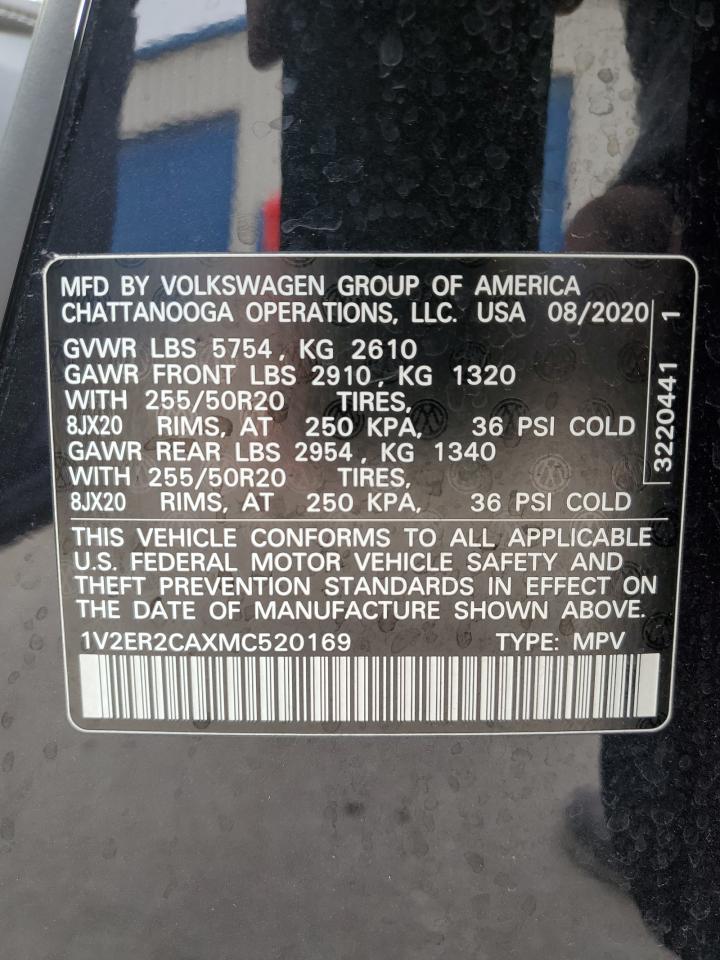 MFD BY VOLKSWAGEN GROUP OF AMERICA
CHATTANOOGA OPERATIONS, LLC. USA 08/2020
GVWR LBS 5754, KG 2610
GAWR FRONT LBS 2910, KG 1320
WITH 255/50R20 TIRES,
8JX20 RIMS, AT 250 KPA, 36 PSI COLD
GAWR REAR LBS 2954, KG 1340
WITH 255/50R20 TIRES,
8JX20 RIMS, AT 250 KPA, 36 PSI COLD
3220441 1
THIS VEHICLE CONFORMS TO ALL APPLICABLE
U.S. FEDERAL MOTOR VEHICLE SAFETY AND
THEFT PREVENTION STANDARDS IN EFFECT ON
THE DATE OF MANUFACTURE SHOWN ABOVE.
1V2ER2CAXMC520169 TYPE: MPV